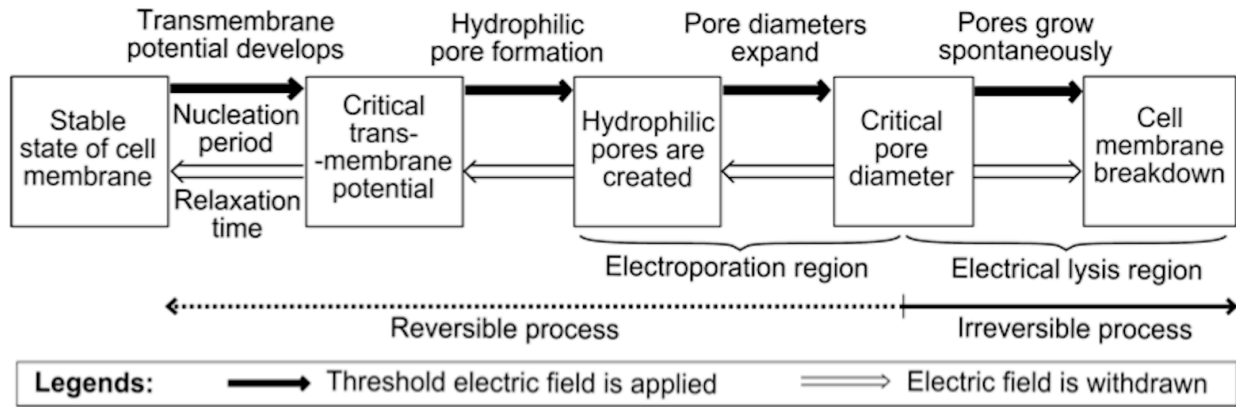 Transmembrane
potential develops
Hydrophilic
pore formation
Pore diameters
expand
Pores grow
spontaneously
Stable
state of cell
membrane
Nucleation
period
Relaxation
time
Critical
trans-
-membrane
potential
Hydrophilic
pores are
created
Critical
pore
diameter
Cell
membrane
breakdown
Electroporation region
Electrical lysis region
Reversible process
Irreversible process
Legends:
Threshold electric field is applied
Electric field is withdrawn